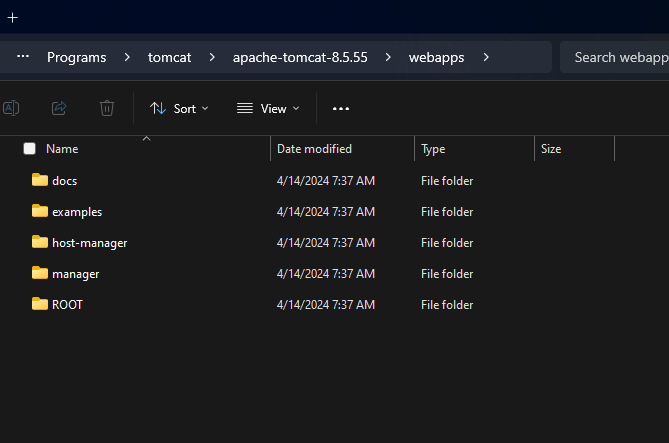 Programs > tomcat > apache-tomcat-8.5.55 > webapps > Search webapp
Sort View
Name Date modified Type Size
docs 4/14/2024 7:37 AM File folder
examples 4/14/2024 7:37 AM File folder
host-manager 4/14/2024 7:37 AM File folder
manager 4/14/2024 7:37 AM File folder
ROOT 4/14/2024 7:37 AM File folder